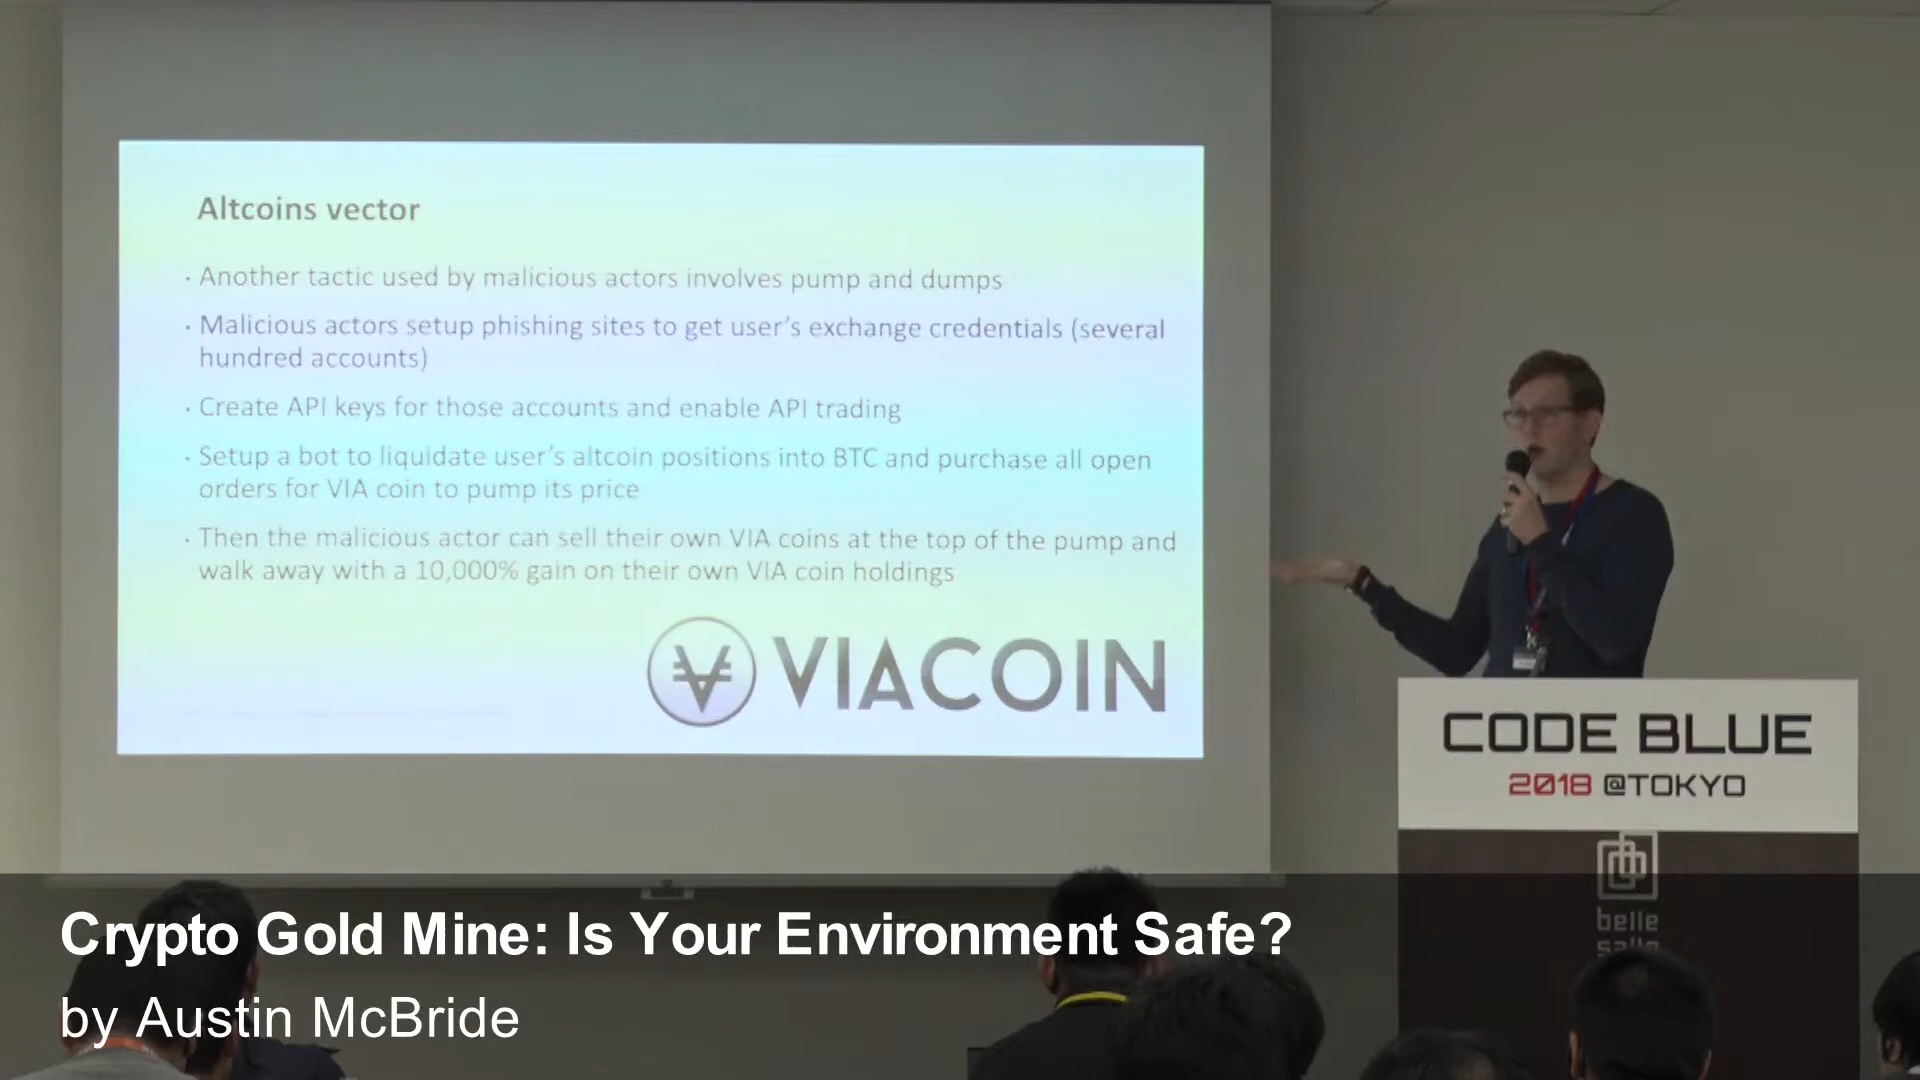 Altcoins vector
· Another tactic used by malicious actors involves pump and dumps
· Malicious actors setup phishing sites to get user's exchange credentials (several
hundred accounts)
· Create API keys for those accounts and enable API trading
· Setup a bot to liquidate user's altcoin positions into BTC and purchase all open
orders for VIA coin to pump its price
· Then the malicious actor can sell their own VIA coins at the top of the pump and
walk away with a 10,000% gain on their own VIA coin holdings
VIACOIN
CODE BLUE
2018 @TOKYO
belle
salle
Crypto Gold Mine: Is Your Environment Safe?
by Austin McBride